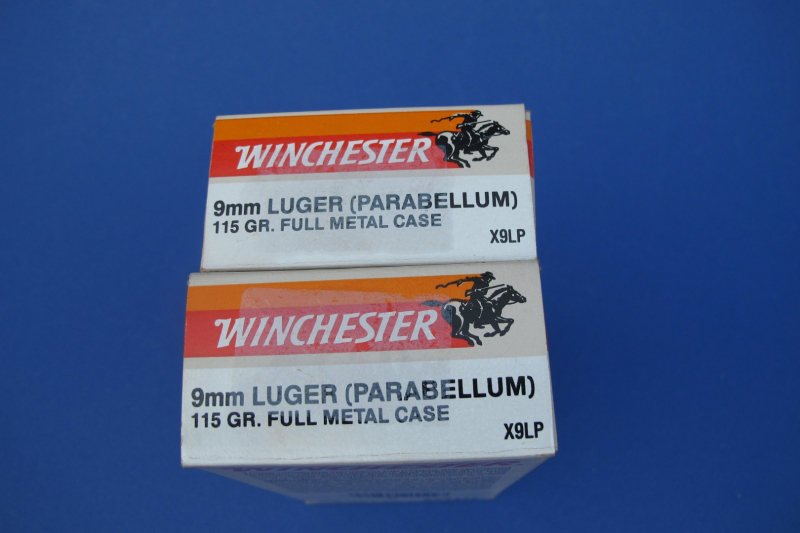 WINCHESTER
9mm LUGER (PARABELLUM)
115 GR. FULL METAL CASE
X9LP
WINCHESTER
9mm LUGER (PARABELLUM)
115 GR. FULL METAL CASE
X9LP